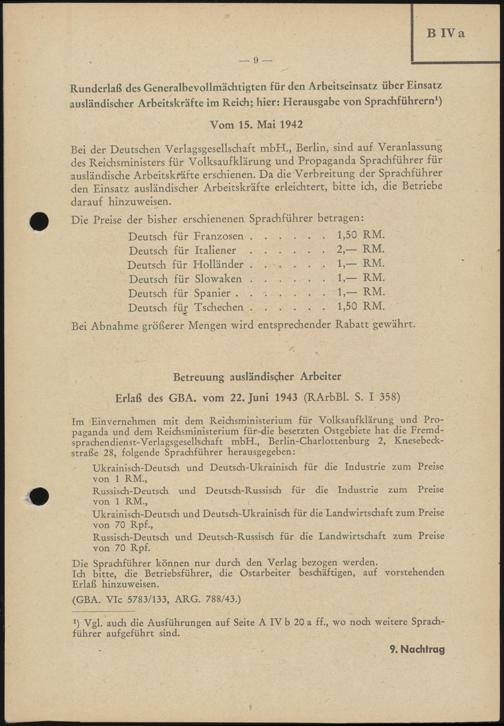 B IV a
— 9 —
Runderlaß des Generalbevollmächtigten für den Arbeitseinsatz über Einsatz
ausländischer Arbeitskräfte im Reich; hier: Herausgabe von Sprachführern¹)
Vom 15. Mai 1942
Bei der Deutschen Verlagsgesellschaft mbH., Berlin, sind auf Veranlassung
des Reichsministers für Volksaufklärung und Propaganda Sprachführer für
ausländische Arbeitskräfte erschienen. Da die Verbreitung der Sprachführer
den Einsatz ausländischer Arbeitskräfte erleichtert, bitte ich, die Betriebe
darauf hinzuweisen.
Die Preise der bisher erschienenen Sprachführer betragen:
Deutsch für Franzosen . . . . . . 1,50 RM.
Deutsch für Italiener . . . . . . 2,— RM.
Deutsch für Holländer . . . . . . 1,— RM.
Deutsch für Slowaken . . . . . . 1,— RM.
Deutsch für Spanier . . . . . . . 1,— RM.
Deutsch für Tschechen . . . . . . 1,50 RM.
Bei Abnahme größerer Mengen wird entsprechender Rabatt gewährt.
Betreuung ausländischer Arbeiter
Erlaß des GBA. vom 22. Juni 1943 (RArbBl. S. I 358)
Im Einvernehmen mit dem Reichsministerium für Volksaufklärung und Pro-
paganda und dem Reichsministerium für die besetzten Ostgebiete hat die Fremd-
sprachendienst-Verlagsgesellschaft mbH., Berlin-Charlottenburg 2, Knesebeck-
straße 28, folgende Sprachführer herausgegeben:
Ukrainisch-Deutsch und Deutsch-Ukrainisch für die Industrie zum Preise
von 1 RM.,
Russisch-Deutsch und Deutsch-Russisch für die Industrie zum Preise
von 1 RM.,
Ukrainisch-Deutsch und Deutsch-Ukrainisch für die Landwirtschaft zum Preise
von 70 Rpf.,
Russisch-Deutsch und Deutsch-Russisch für die Landwirtschaft zum Preise
von 70 Rpf.
Die Sprachführer können nur durch den Verlag bezogen werden.
Ich bitte, die Betriebsführer, die Ostarbeiter beschäftigen, auf vorstehenden
Erlaß hinzuweisen.
(GBA. VIc 5783/133, ARG. 788/43.)
¹) Vgl. auch die Ausführungen auf Seite A IV b 20 a ff., wo noch weitere Sprach-
führer aufgeführt sind.
9. Nachtrag